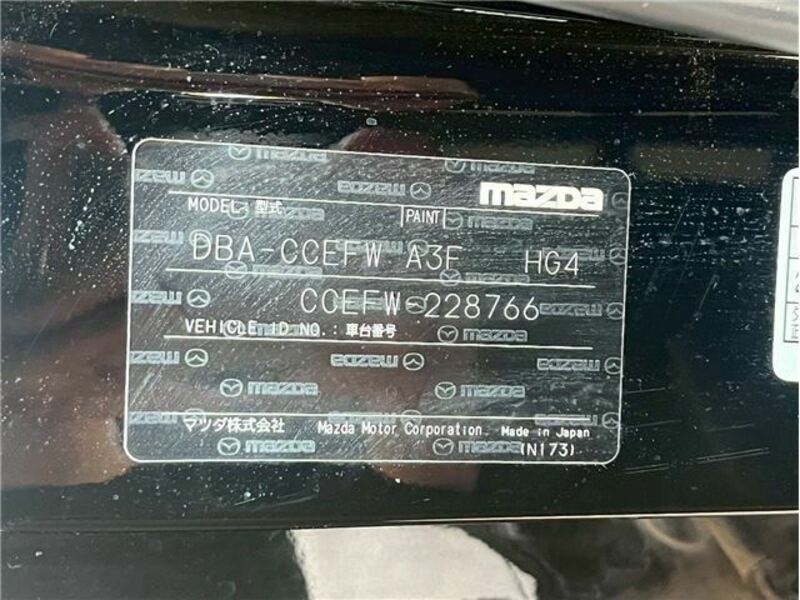 mazda
MODEL: 型式
PAINT
DBA-CCEFW A3F HG4
CCEFW-228766
VEHICLE ID NO.: 車台番号
マツダ株式会社 Mazda Motor Corporation. Made in Japan
(N173)